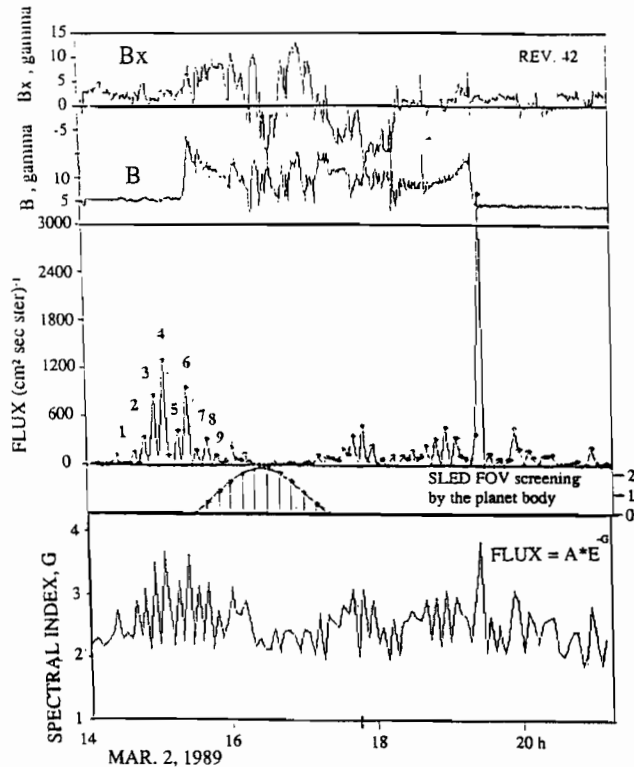 Bx , gamma
15
10
5
0
-5
Bx
REV. 42
B , gamma
10
5
B
FLUX (cm² sec ster)⁻¹
3000
2400
1200
600
0
1
2
3
4
5
6
7
8
9
SLED FOV screening
by the planet body
2
1
0
SPECTRAL INDEX, G
4
3
2
1
FLUX = A*E⁻ᴳ
14
16
18
20 h
MAR. 2, 1989